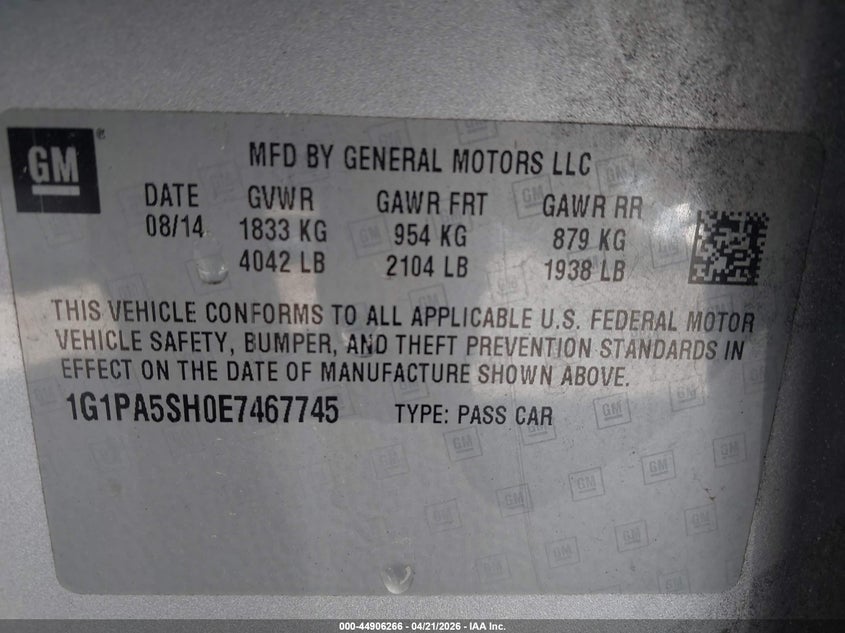 GM
MFD BY GENERAL MOTORS LLC
DATE GVWR GAWR FRT GAWR RR
08/14 1833 KG 954 KG 879 KG
4042 LB 2104 LB 1938 LB
THIS VEHICLE CONFORMS TO ALL APPLICABLE U.S. FEDERAL MOTOR
VEHICLE SAFETY, BUMPER, AND THEFT PREVENTION STANDARDS IN
EFFECT ON THE DATE OF MANUFACTURE SHOWN ABOVE.
1G1PA5SH0E7467745 TYPE: PASS CAR
000-44906266 - 04/21/2026 - IAA Inc.